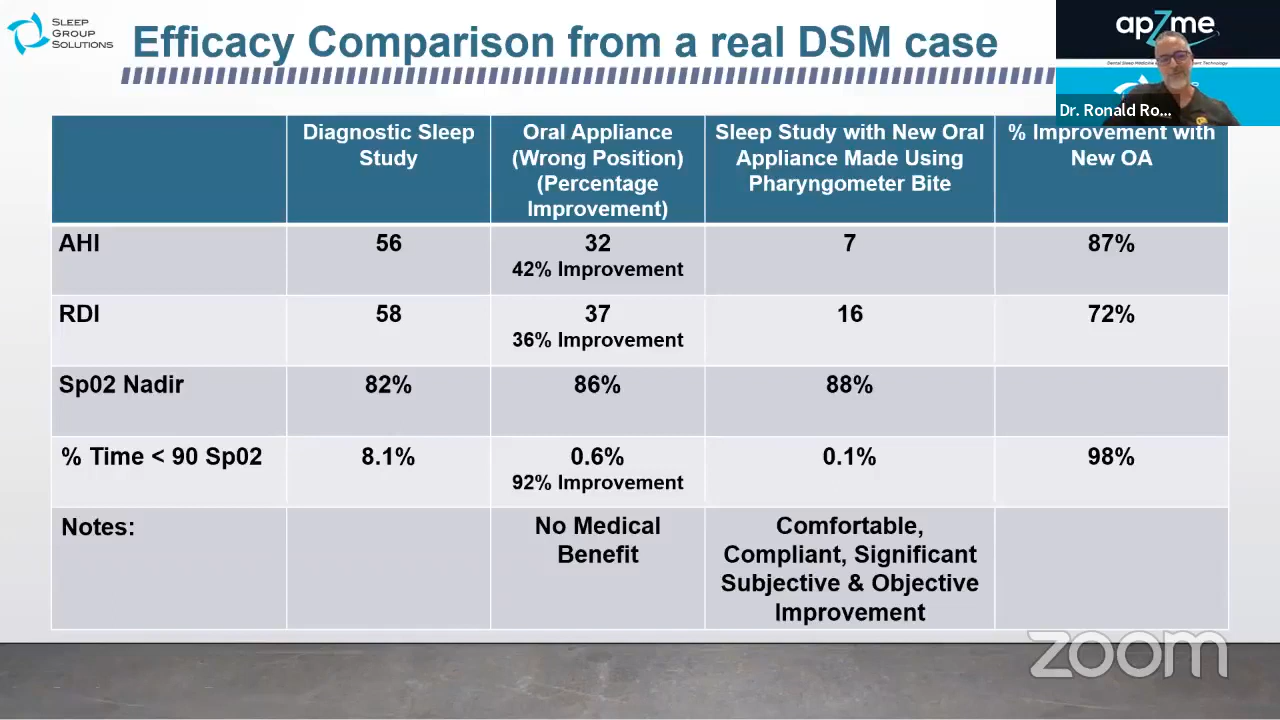 SLEEP
GROUP
SOLUTIONS
Efficacy Comparison from a real DSM case
apZme
Dr. Ronald Ro...
Diagnostic Sleep
Study
Oral Appliance
(Wrong Position)
(Percentage
Improvement)
Sleep Study with New Oral
Appliance Made Using
Pharyngometer Bite
% Improvement with
New OA
AHI
56
32
42% Improvement
7
87%
RDI
58
37
36% Improvement
16
72%
Sp02 Nadir
82%
86%
88%
% Time < 90 Sp02
8.1%
0.6%
92% Improvement
0.1%
98%
Notes:
No Medical
Benefit
Comfortable,
Compliant, Significant
Subjective & Objective
Improvement
zoom